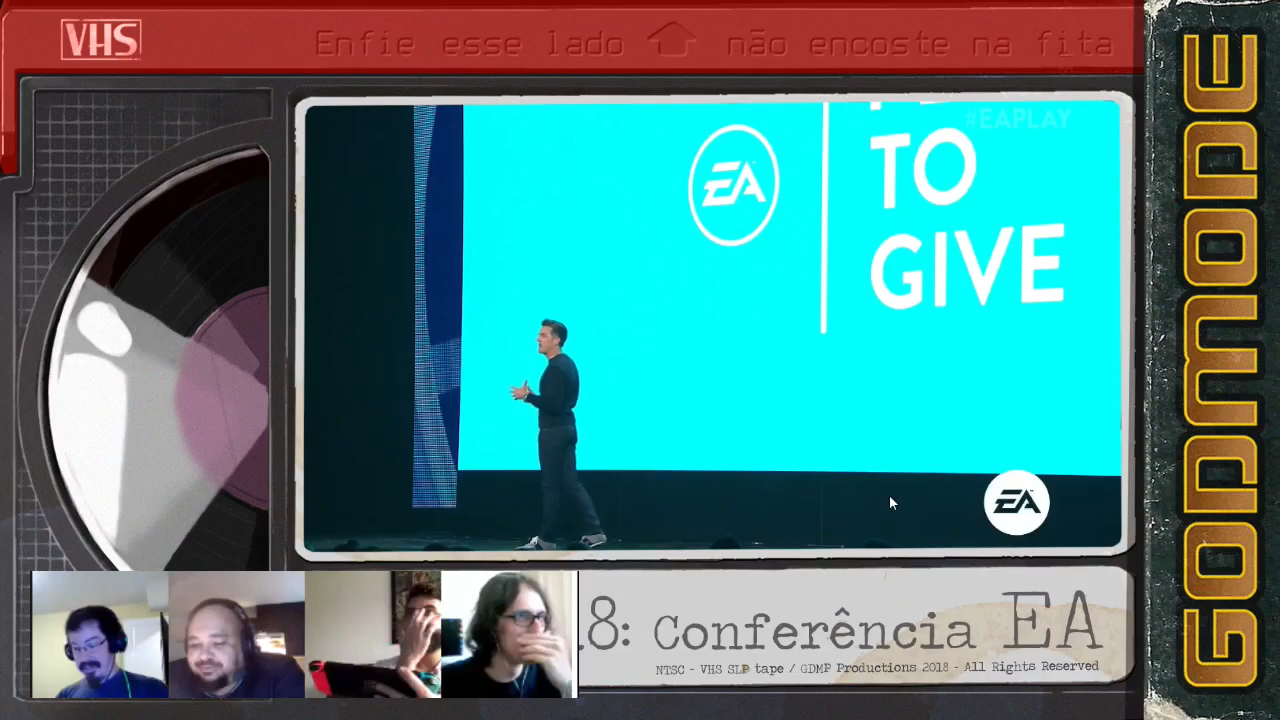 VHS
Enfie esse lado não encoste na fita
#EAPLAY
EA
TO
GIVE
EA
8: Conferência EA
NTSC - VHS SLP tape / GDMP Productions 2018 - All Rights Reserved
GODMODE